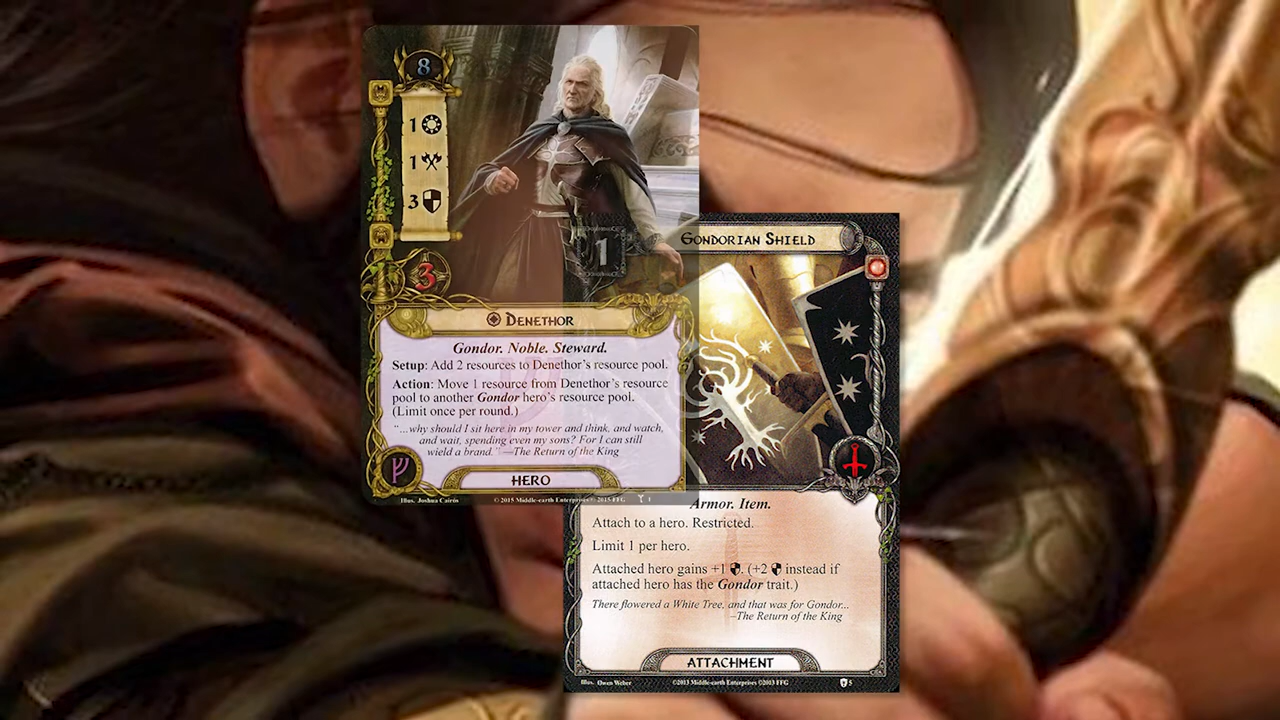 8
1
1
3
3
DENETHOR
Gondor. Noble. Steward.
Setup: Add 2 resources to Denethor's resource pool.
Action: Move 1 resource from Denethor's resource
pool to another Gondor hero's resource pool.
(Limit once per round.)
"...why should I sit here in my tower and think, and watch,
and wait, spending even my sons? For I can still
wield a brand." —The Return of the King
HERO
Illus. Joshua Cairós ©2015 Middle-earth Enterprises ©2015 FFG 1
1
GONDORIAN SHIELD
Armor. Item.
Attach to a hero. Restricted.
Limit 1 per hero.
Attached hero gains +1. (+2 instead if
attached hero has the Gondor trait.)
There flowered a White Tree, and that was for Gondor...
–The Return of the King
ATTACHMENT
Illus. Owen Weber ©2013 Middle-earth Enterprises ©2013 FFG 5